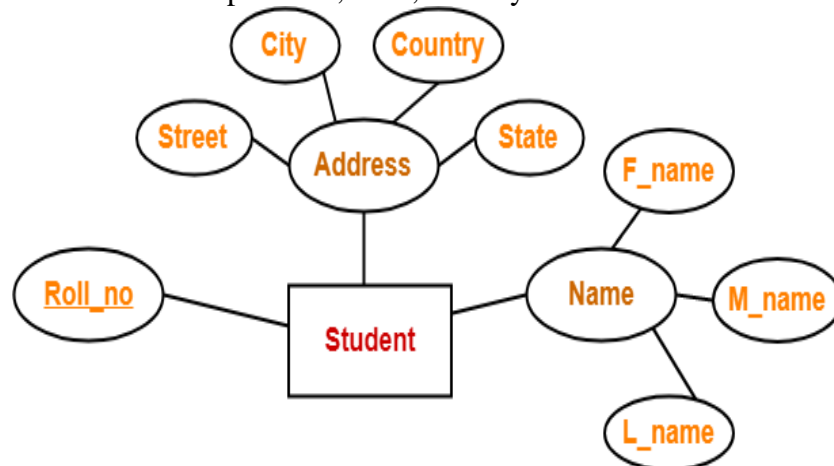 City
Country
Street
Address
State
F_name
Roll_no
Name
M_name
Student
L_name